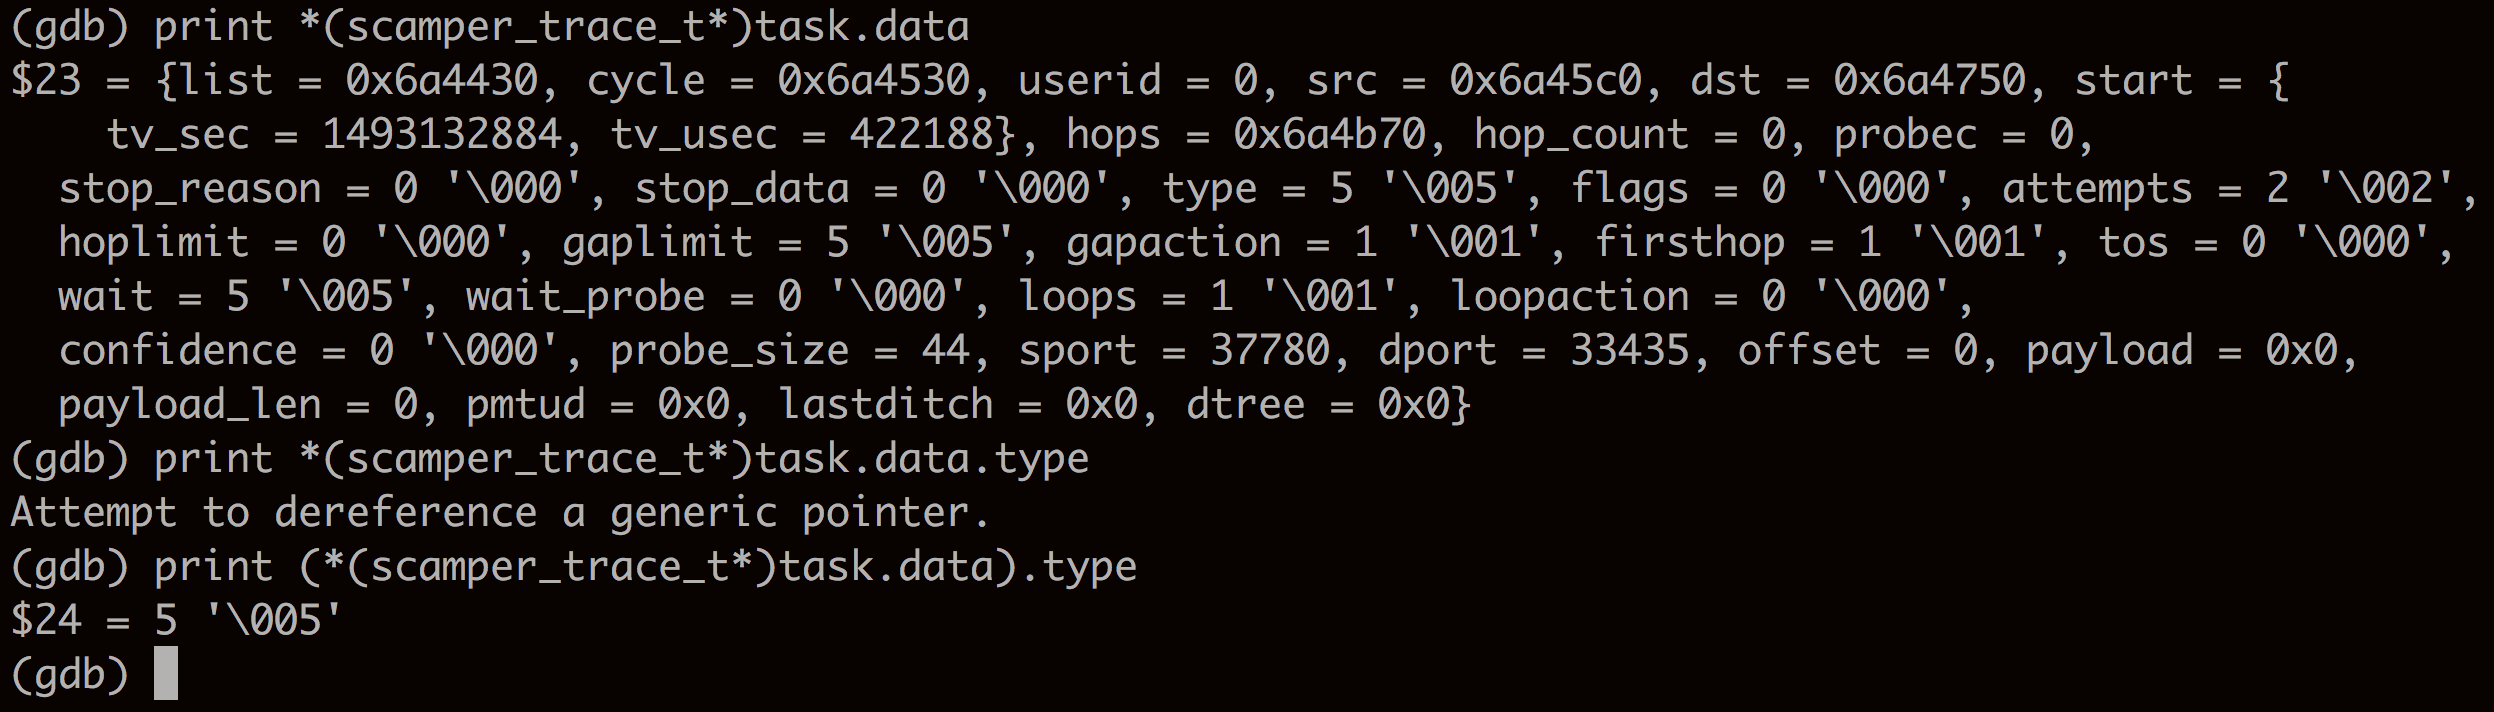 (gdb) print *(scamper_trace_t*)task.data
$23 = {list = 0x6a4430, cycle = 0x6a4530, userid = 0, src = 0x6a45c0, dst = 0x6a4750, start = {
    tv_sec = 1493132884, tv_usec = 422188}, hops = 0x6a4b70, hop_count = 0, probec = 0,
  stop_reason = 0 '\000', stop_data = 0 '\000', type = 5 '\005', flags = 0 '\000', attempts = 2 '\002',
  hoplimit = 0 '\000', gaplimit = 5 '\005', gapaction = 1 '\001', firsthop = 1 '\001', tos = 0 '\000',
  wait = 5 '\005', wait_probe = 0 '\000', loops = 1 '\001', loopaction = 0 '\000',
  confidence = 0 '\000', probe_size = 44, sport = 37780, dport = 33435, offset = 0, payload = 0x0,
  payload_len = 0, pmtud = 0x0, lastditch = 0x0, dtree = 0x0}
(gdb) print *(scamper_trace_t*)task.data.type
Attempt to dereference a generic pointer.
(gdb) print (*(scamper_trace_t*)task.data).type
$24 = 5 '\005'
(gdb)